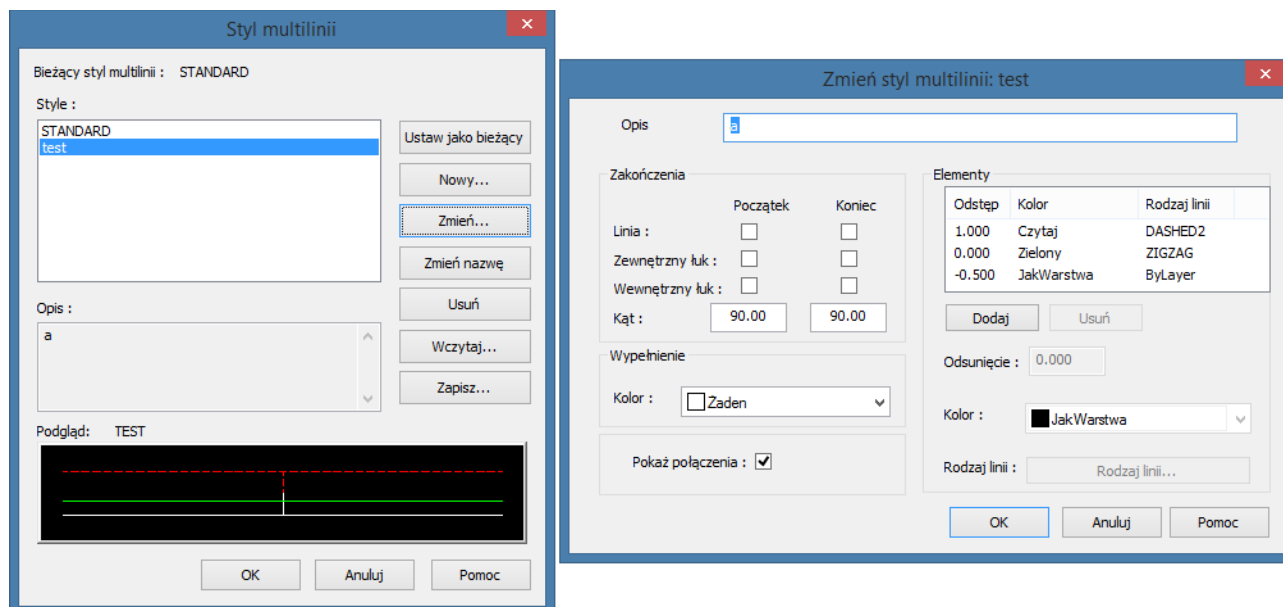 Styl multilinii
Bieżący styl multilinii : STANDARD
Style :
STANDARD
test
Ustaw jako bieżący
Nowy...
Zmień...
Zmień nazwę
Usuń
Wczytaj...
Zapisz...
Opis :
a
Podgląd: TEST
OK Anuluj Pomoc
Zmień styl multilinii: test
Opis a
Zakończenia
Początek Koniec
Linia :
Zewnętrzny łuk :
Wewnętrzny łuk :
Kąt : 90.00 90.00
Wypełnienie
Kolor : Żaden
Pokaż połączenia :
Elementy
Odstęp Kolor Rodzaj linii
1.000 Czytaj DASHED2
0.000 Zielony ZIGZAG
-0.500 JakWarstwa ByLayer
Dodaj Usuń
Odsunięcie : 0.000
Kolor : JakWarstwa
Rodzaj linii : Rodzaj linii...
OK Anuluj Pomoc